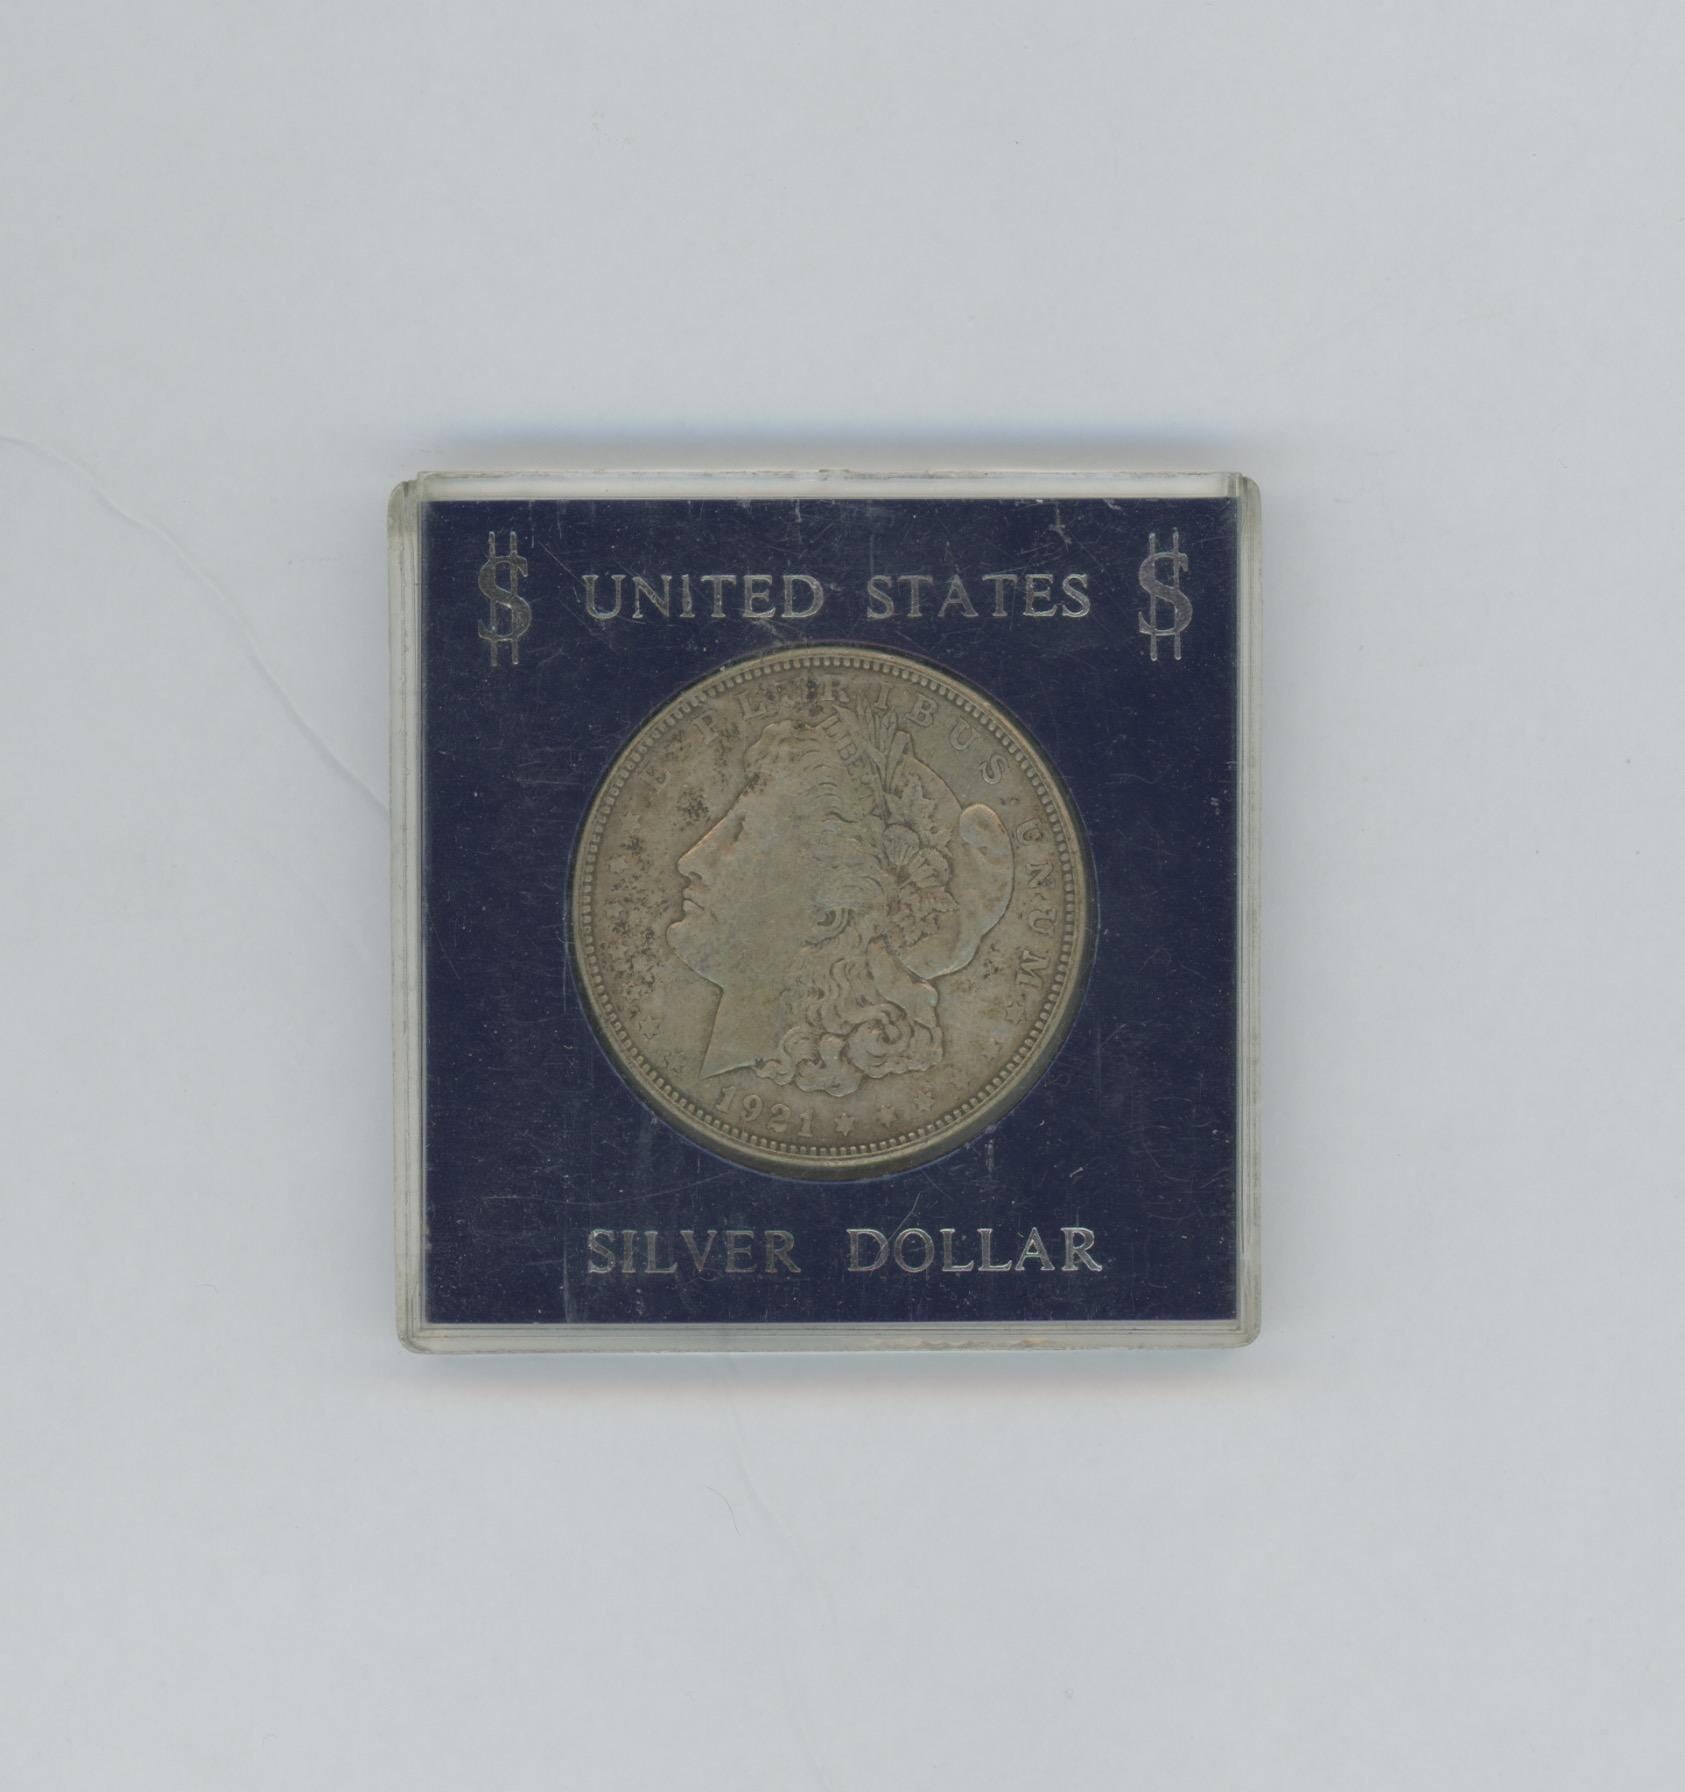 $ UNITED STATES $
E PLURIBUS UNUM
LIBERTY
1921
SILVER DOLLAR